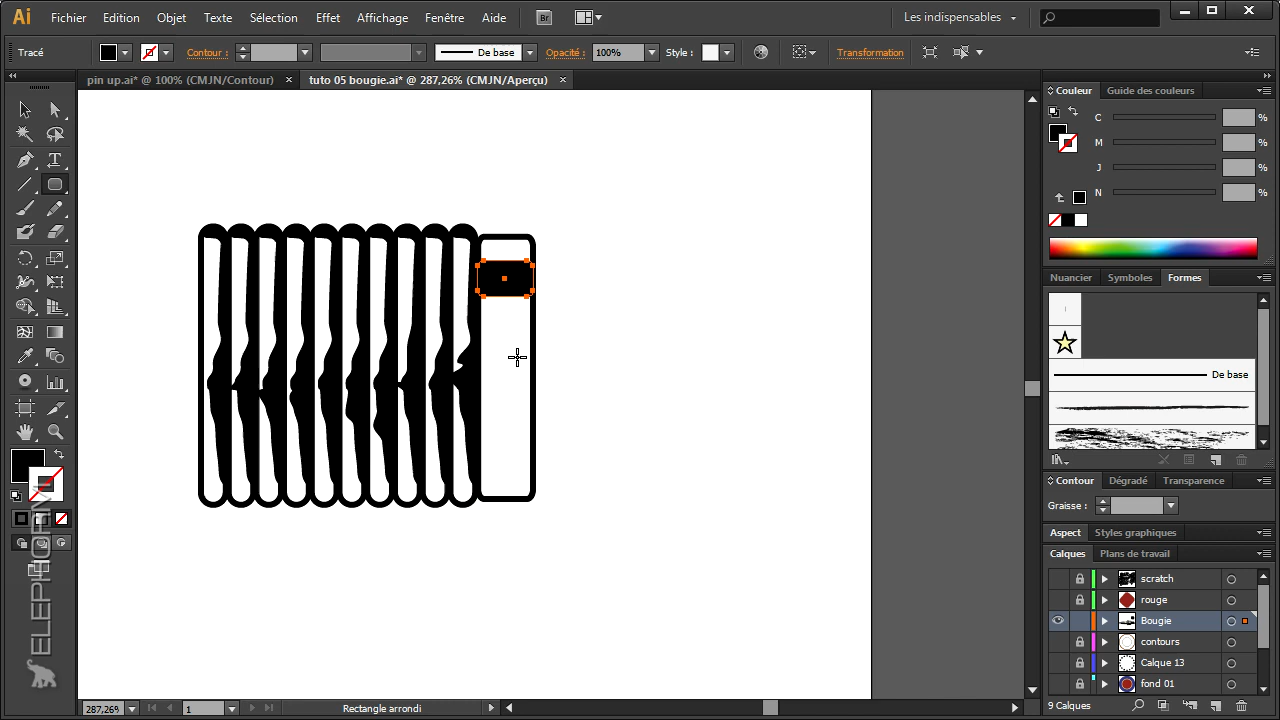 Ai Fichier Edition Objet Texte Sélection Effet Affichage Fenêtre Aide Br Les indispensables
Tracé Contour : De base Opacité : 100% Style : Transformation
pin up.ai* @ 100% (CMJN/Contour) × tuto 05 bougie.ai* @ 287,26% (CMJN/Aperçu) ×
Couleur Guide des couleurs
C %
M %
J %
N %
Nuancier Symboles Formes
De base
Contour Dégradé Transparence
Graisse :
Aspect Styles graphiques
Calques Plans de travail
scratch
rouge
Bougie
contours
Calque 13
fond 01
9 Calques
287,26% 1 Rectangle arrondi
ELEPHORM